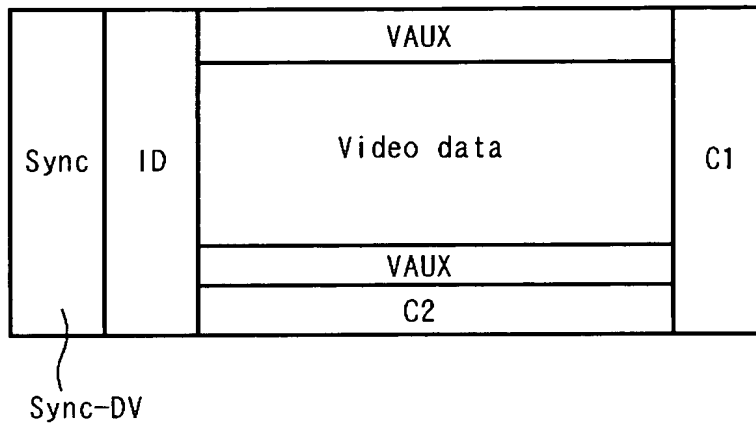 VAUX
Sync ID Video data C1
VAUX
C2
Sync-DV